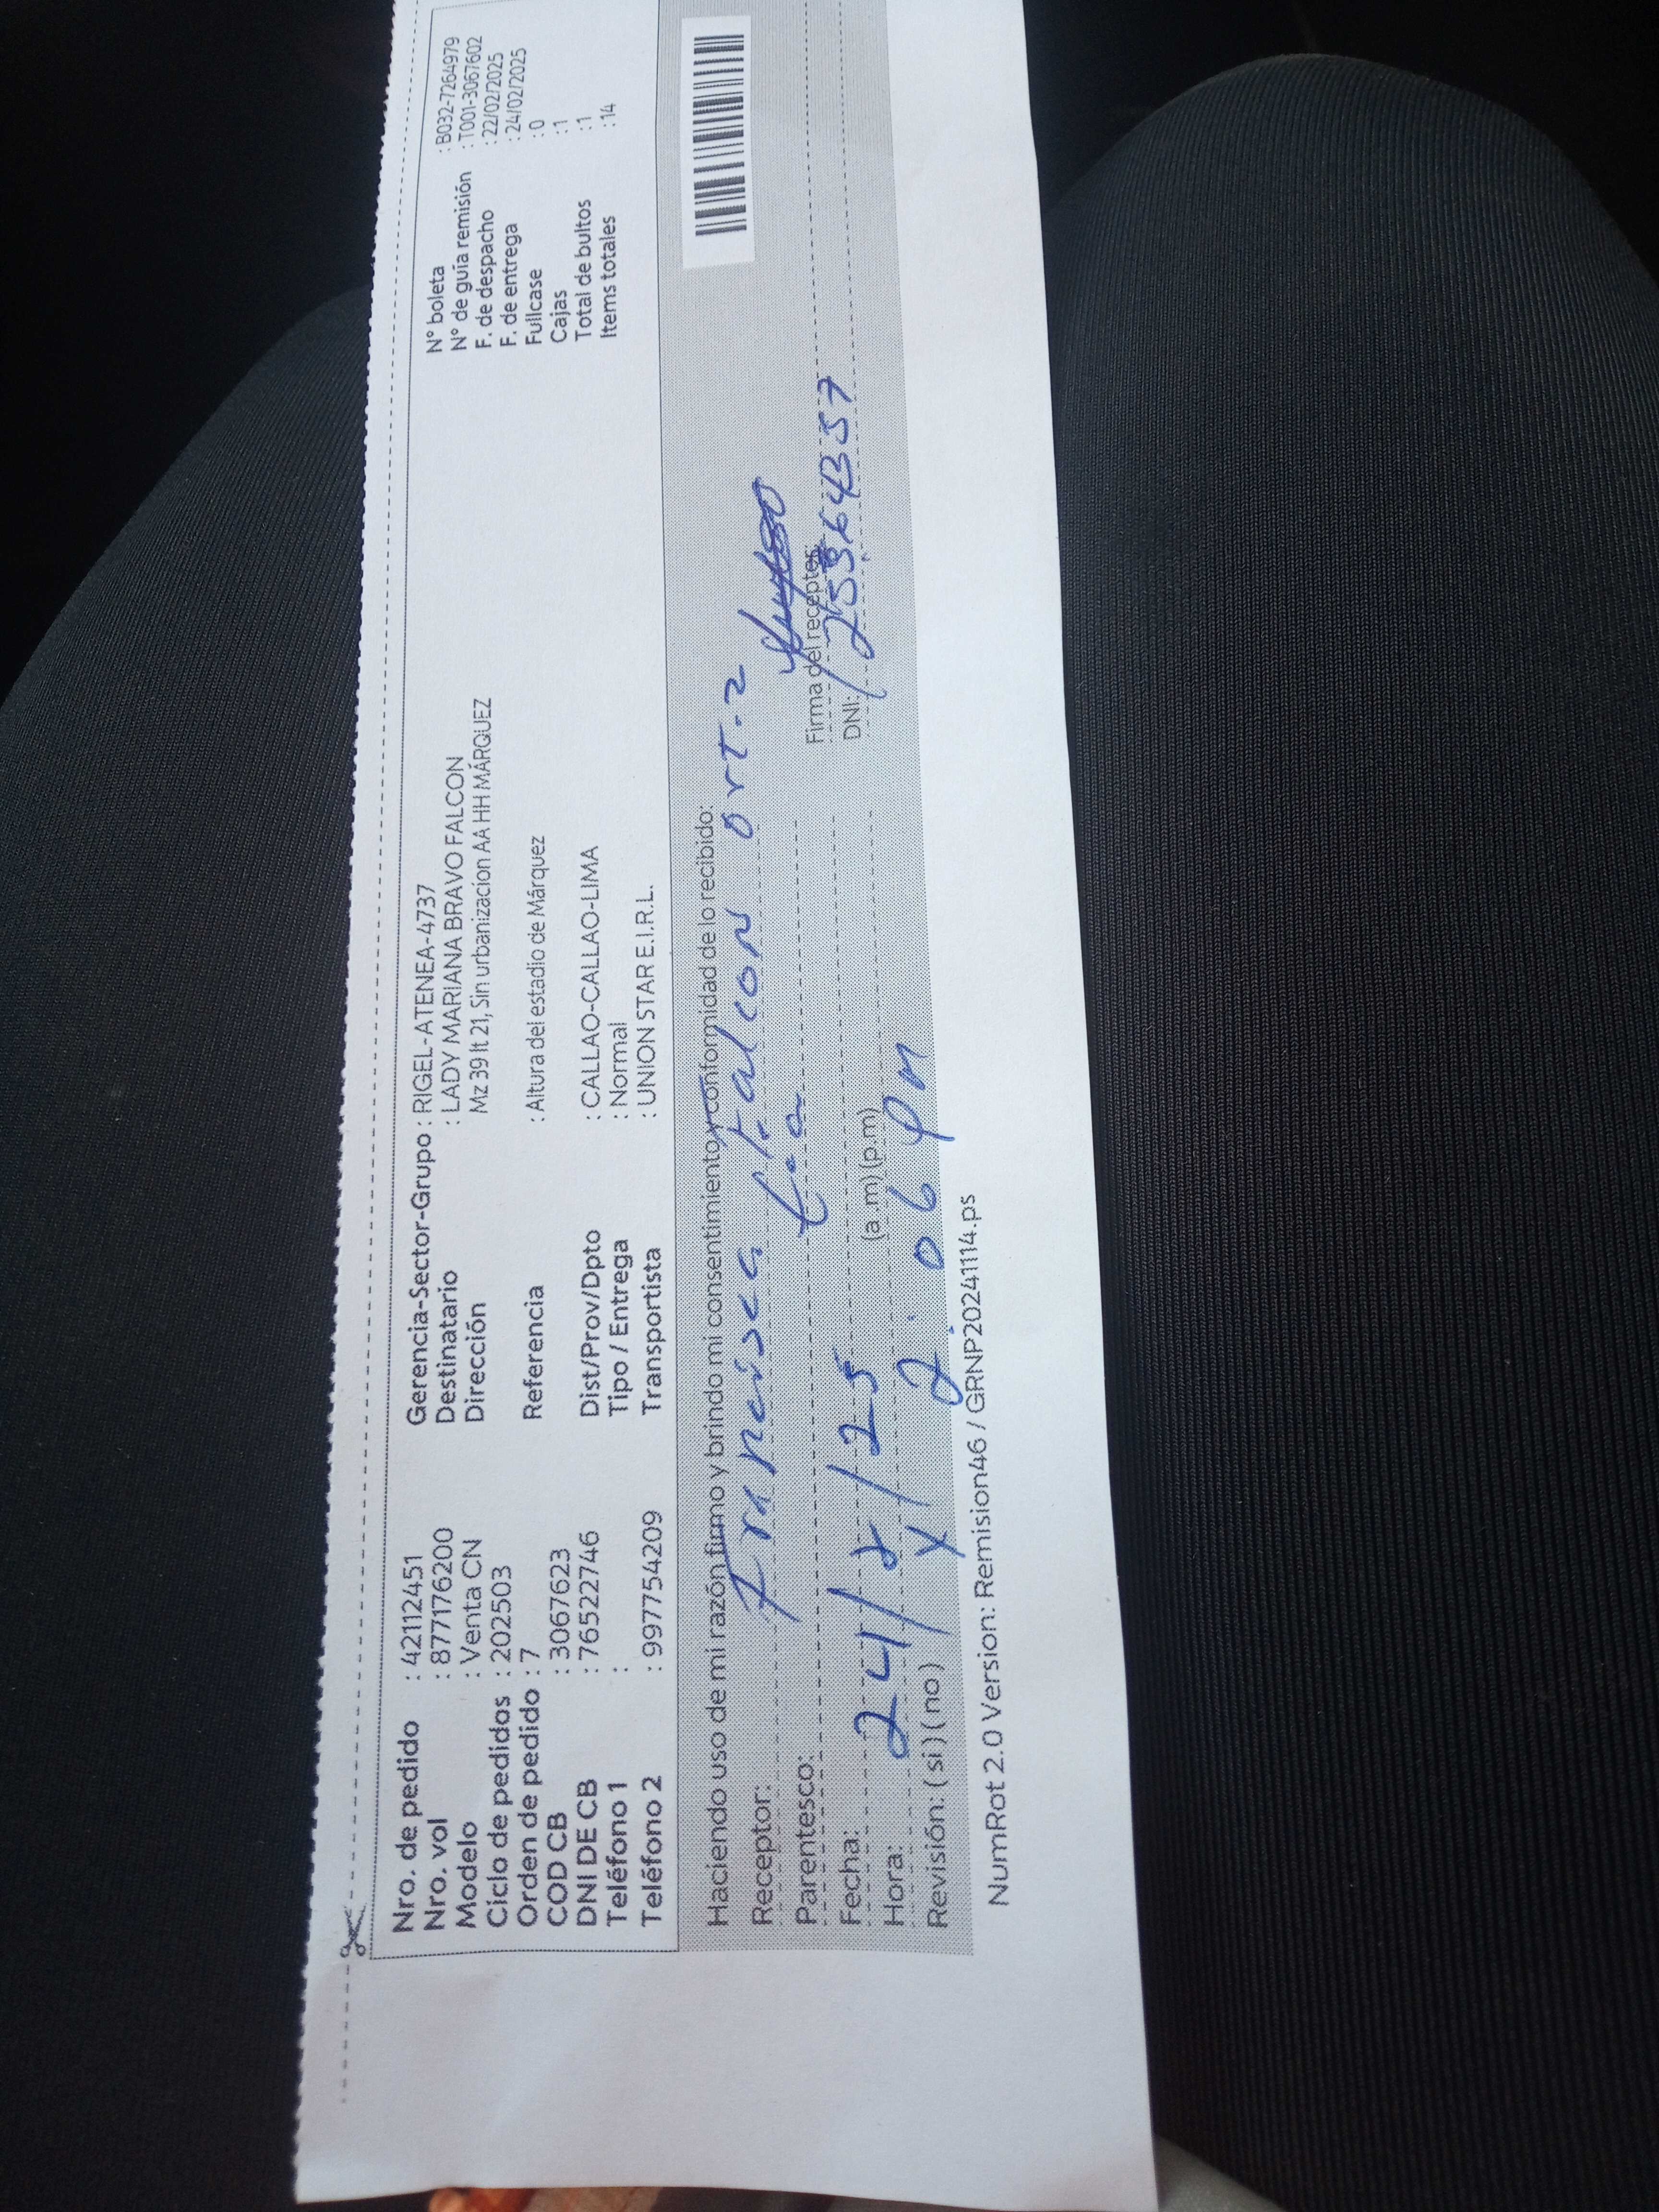 Nro. de pedido : 42112451
Nro. vol : 877176200
Modelo : Venta CN
Ciclo de pedidos : 202503
Orden de pedido : 7
COD CB : 3067623
DNI DE CB : 76522746
Teléfono 1 :
Teléfono 2 : 997754209
Gerencia-Sector-Grupo : RIGEL-ATENEA-4737
Destinatario : LADY MARIANA BRAVO FALCON
Dirección Mz 39 lt 21, Sin urbanizacion AA HH MÁRQUEZ
Referencia : Altura del estadio de Márquez
Dist/Prov/Dpto : CALLAO-CALLAO-LIMA
Tipo / Entrega : Normal
Transportista : UNION STAR E.I.R.L.
N° boleta : B032-7264979
N° de guía remisión : T001-3067602
F. de despacho : 22/02/2025
F. de entrega : 24/02/2025
Fullcase : 0
Cajas : 1
Total de bultos : 1
Items totales : 14
Haciendo uso de mi razón firmo y brindo mi consentimiento y conformidad de lo recibido:
Receptor: Francisca Falcon
Parentesco:
Fecha: 24/2/25
Hora: (a .m) (p.m) 2:06 pm
Revisión: ( si ) ( no ) X
Firma del receptor
DNI:
NumRot 2.0 Version: Remision46 / GRNP20241114.ps